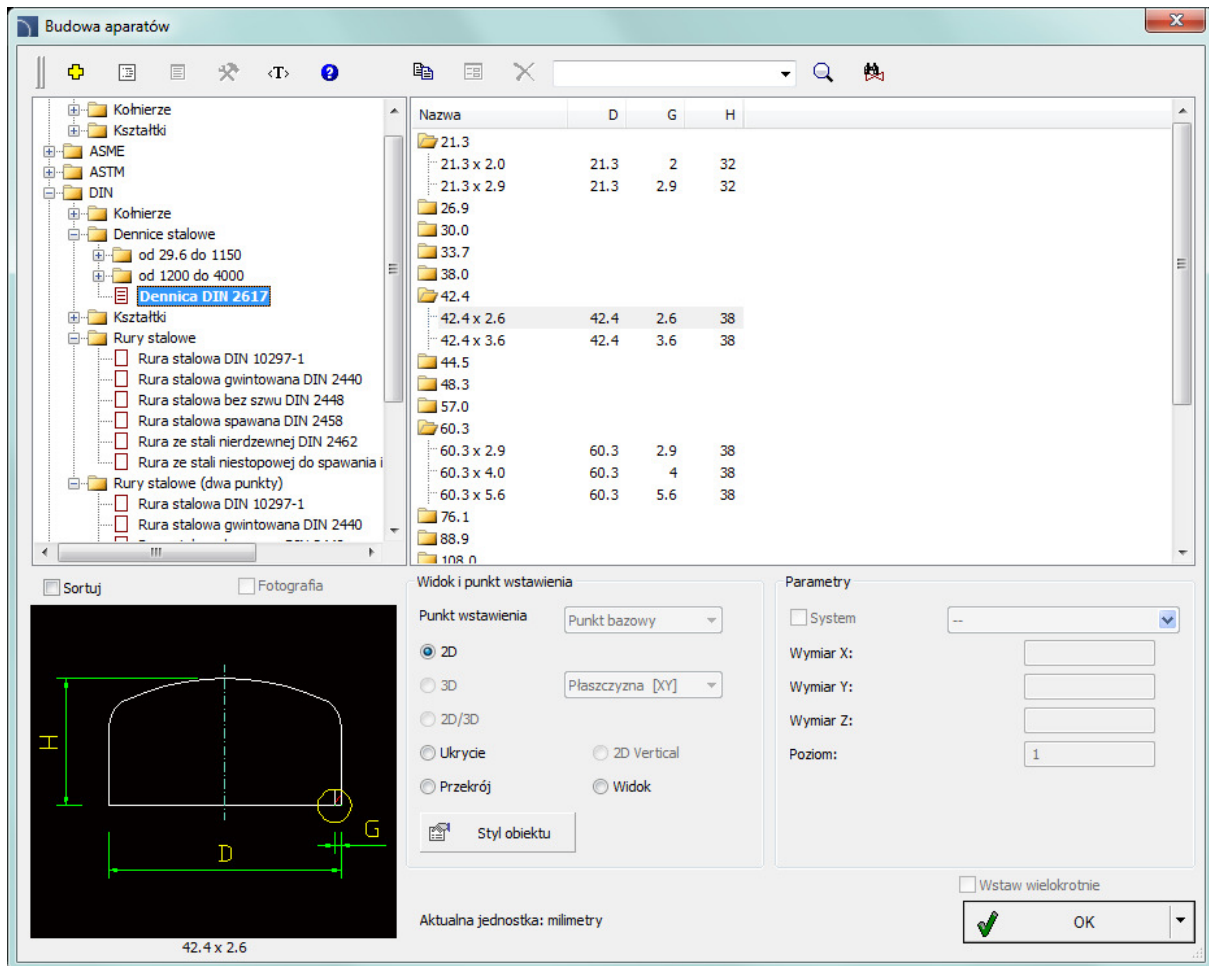 Budowa aparatów
<T>
Kołnierze
Kształtki
ASME
ASTM
DIN
Kołnierze
Dennice stalowe
od 29.6 do 1150
od 1200 do 4000
Dennica DIN 2617
Kształtki
Rury stalowe
Rura stalowa DIN 10297-1
Rura stalowa gwintowana DIN 2440
Rura stalowa bez szwu DIN 2448
Rura stalowa spawana DIN 2458
Rura ze stali nierdzewnej DIN 2462
Rura ze stali niestopowej do spawania i
Rury stalowe (dwa punkty)
Rura stalowa DIN 10297-1
Rura stalowa gwintowana DIN 2440
Nazwa D G H
21.3
21.3 x 2.0 21.3 2 32
21.3 x 2.9 21.3 2.9 32
26.9
30.0
33.7
38.0
42.4
42.4 x 2.6 42.4 2.6 38
42.4 x 3.6 42.4 3.6 38
44.5
48.3
57.0
60.3
60.3 x 2.9 60.3 2.9 38
60.3 x 4.0 60.3 4 38
60.3 x 5.6 60.3 5.6 38
76.1
88.9
108.0
Sortuj Fotografia
H
G
D
42.4 x 2.6
Widok i punkt wstawienia
Punkt wstawienia Punkt bazowy
2D
3D Płaszczyzna [XY]
2D/3D
Ukrycie 2D Vertical
Przekrój Widok
Styl obiektu
Aktualna jednostka: milimetry
Parametry
System --
Wymiar X:
Wymiar Y:
Wymiar Z:
Poziom: 1
Wstaw wielokrotnie
OK